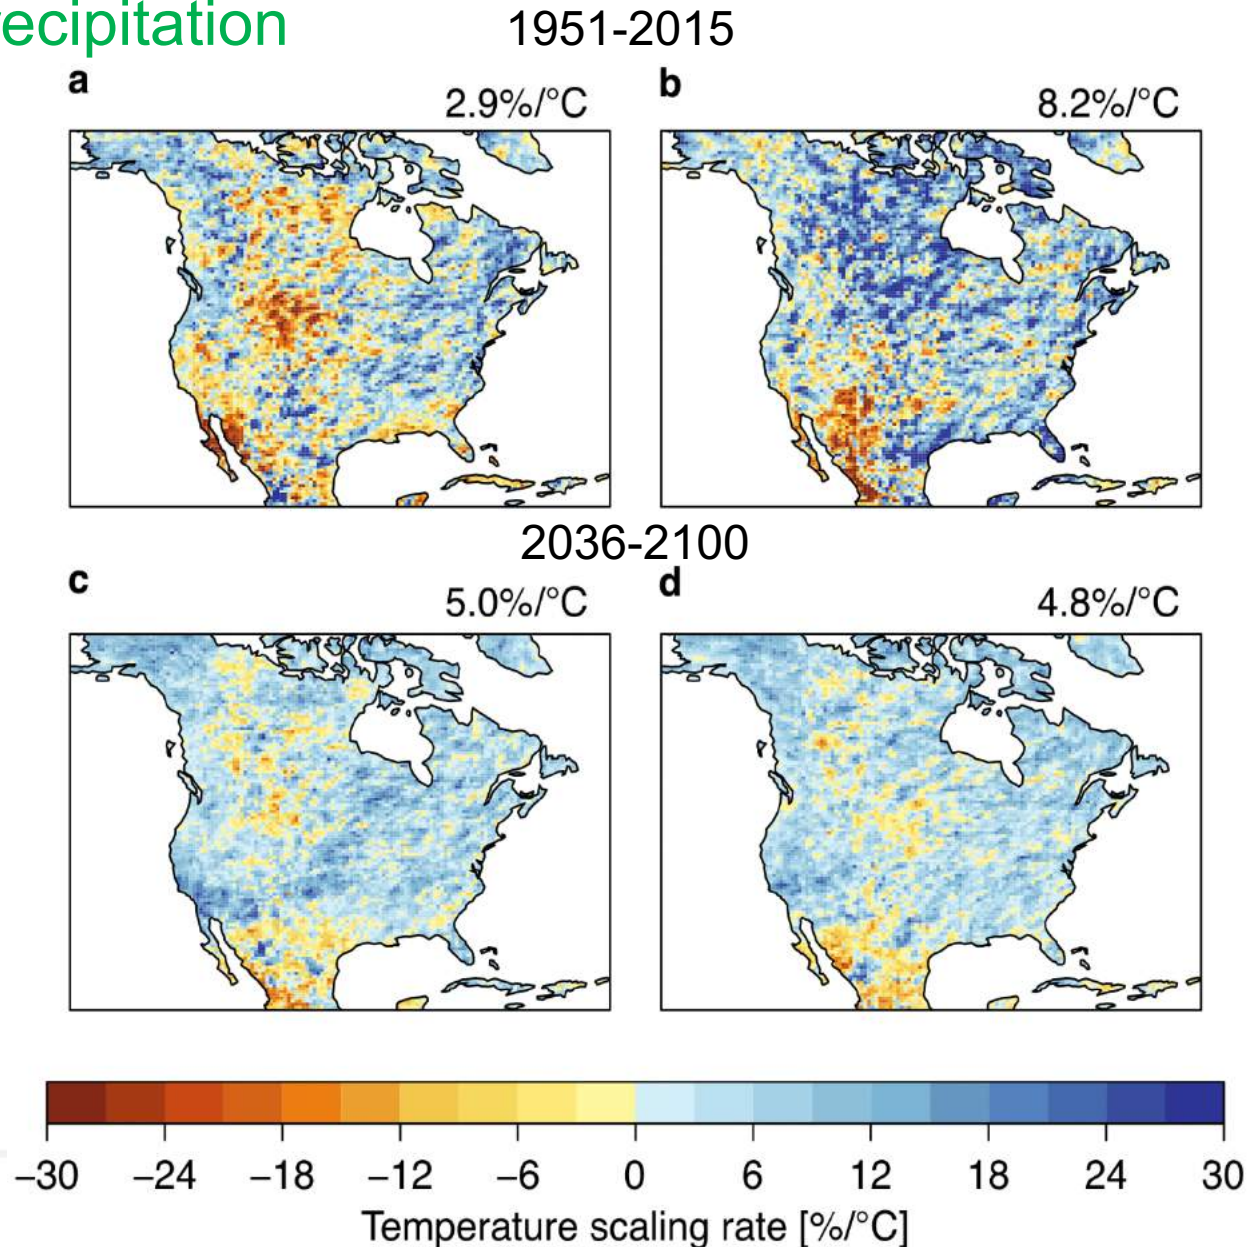 ecipitation
1951-2015
a
2.9%/°C
b
8.2%/°C
2036-2100
c
5.0%/°C
d
4.8%/°C
−30 −24 −18 −12 −6 0 6 12 18 24 30
Temperature scaling rate [%/°C]